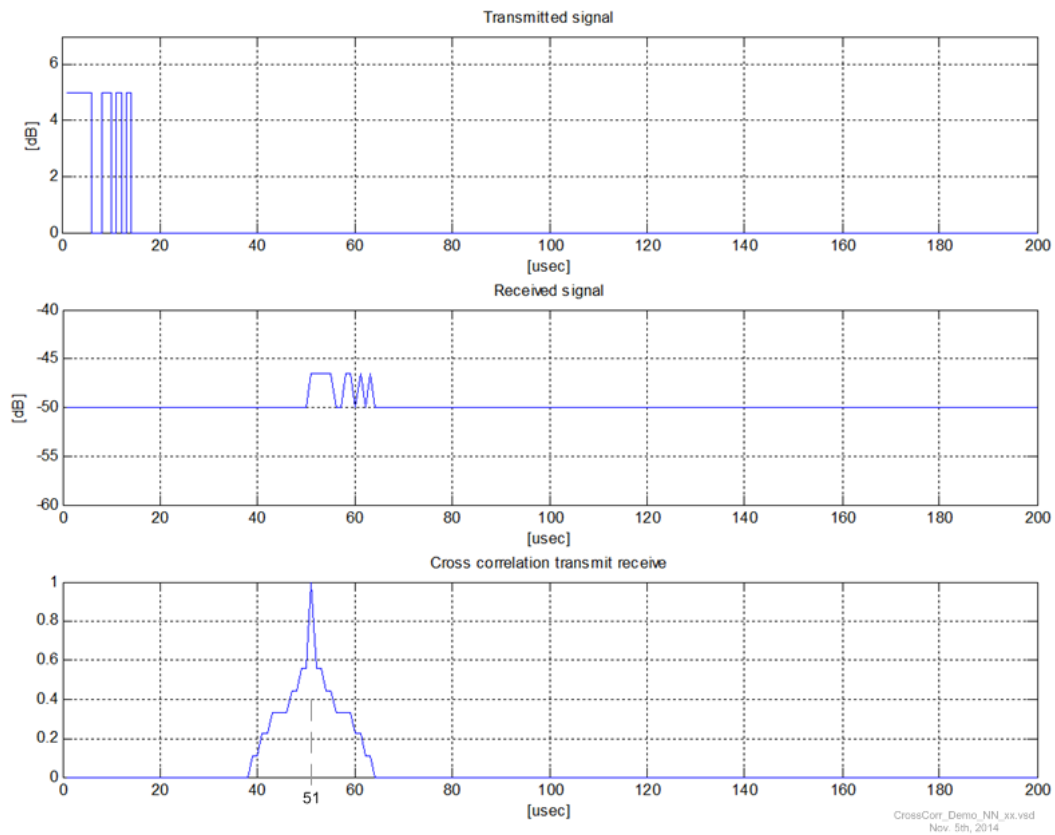 Transmitted signal
6
4
2
0
[dB]
0 20 40 60 80 100 120 140 160 180 200
[usec]
Received signal
-40
-45
-50
-55
-60
[dB]
0 20 40 60 80 100 120 140 160 180 200
[usec]
Cross correlation transmit receive
1
0.8
0.6
0.4
0.2
0
0 20 40 60 80 100 120 140 160 180 200
51
[usec]
CrossCorr_Demo_NN_xx.vsd
Nov. 5th, 2014